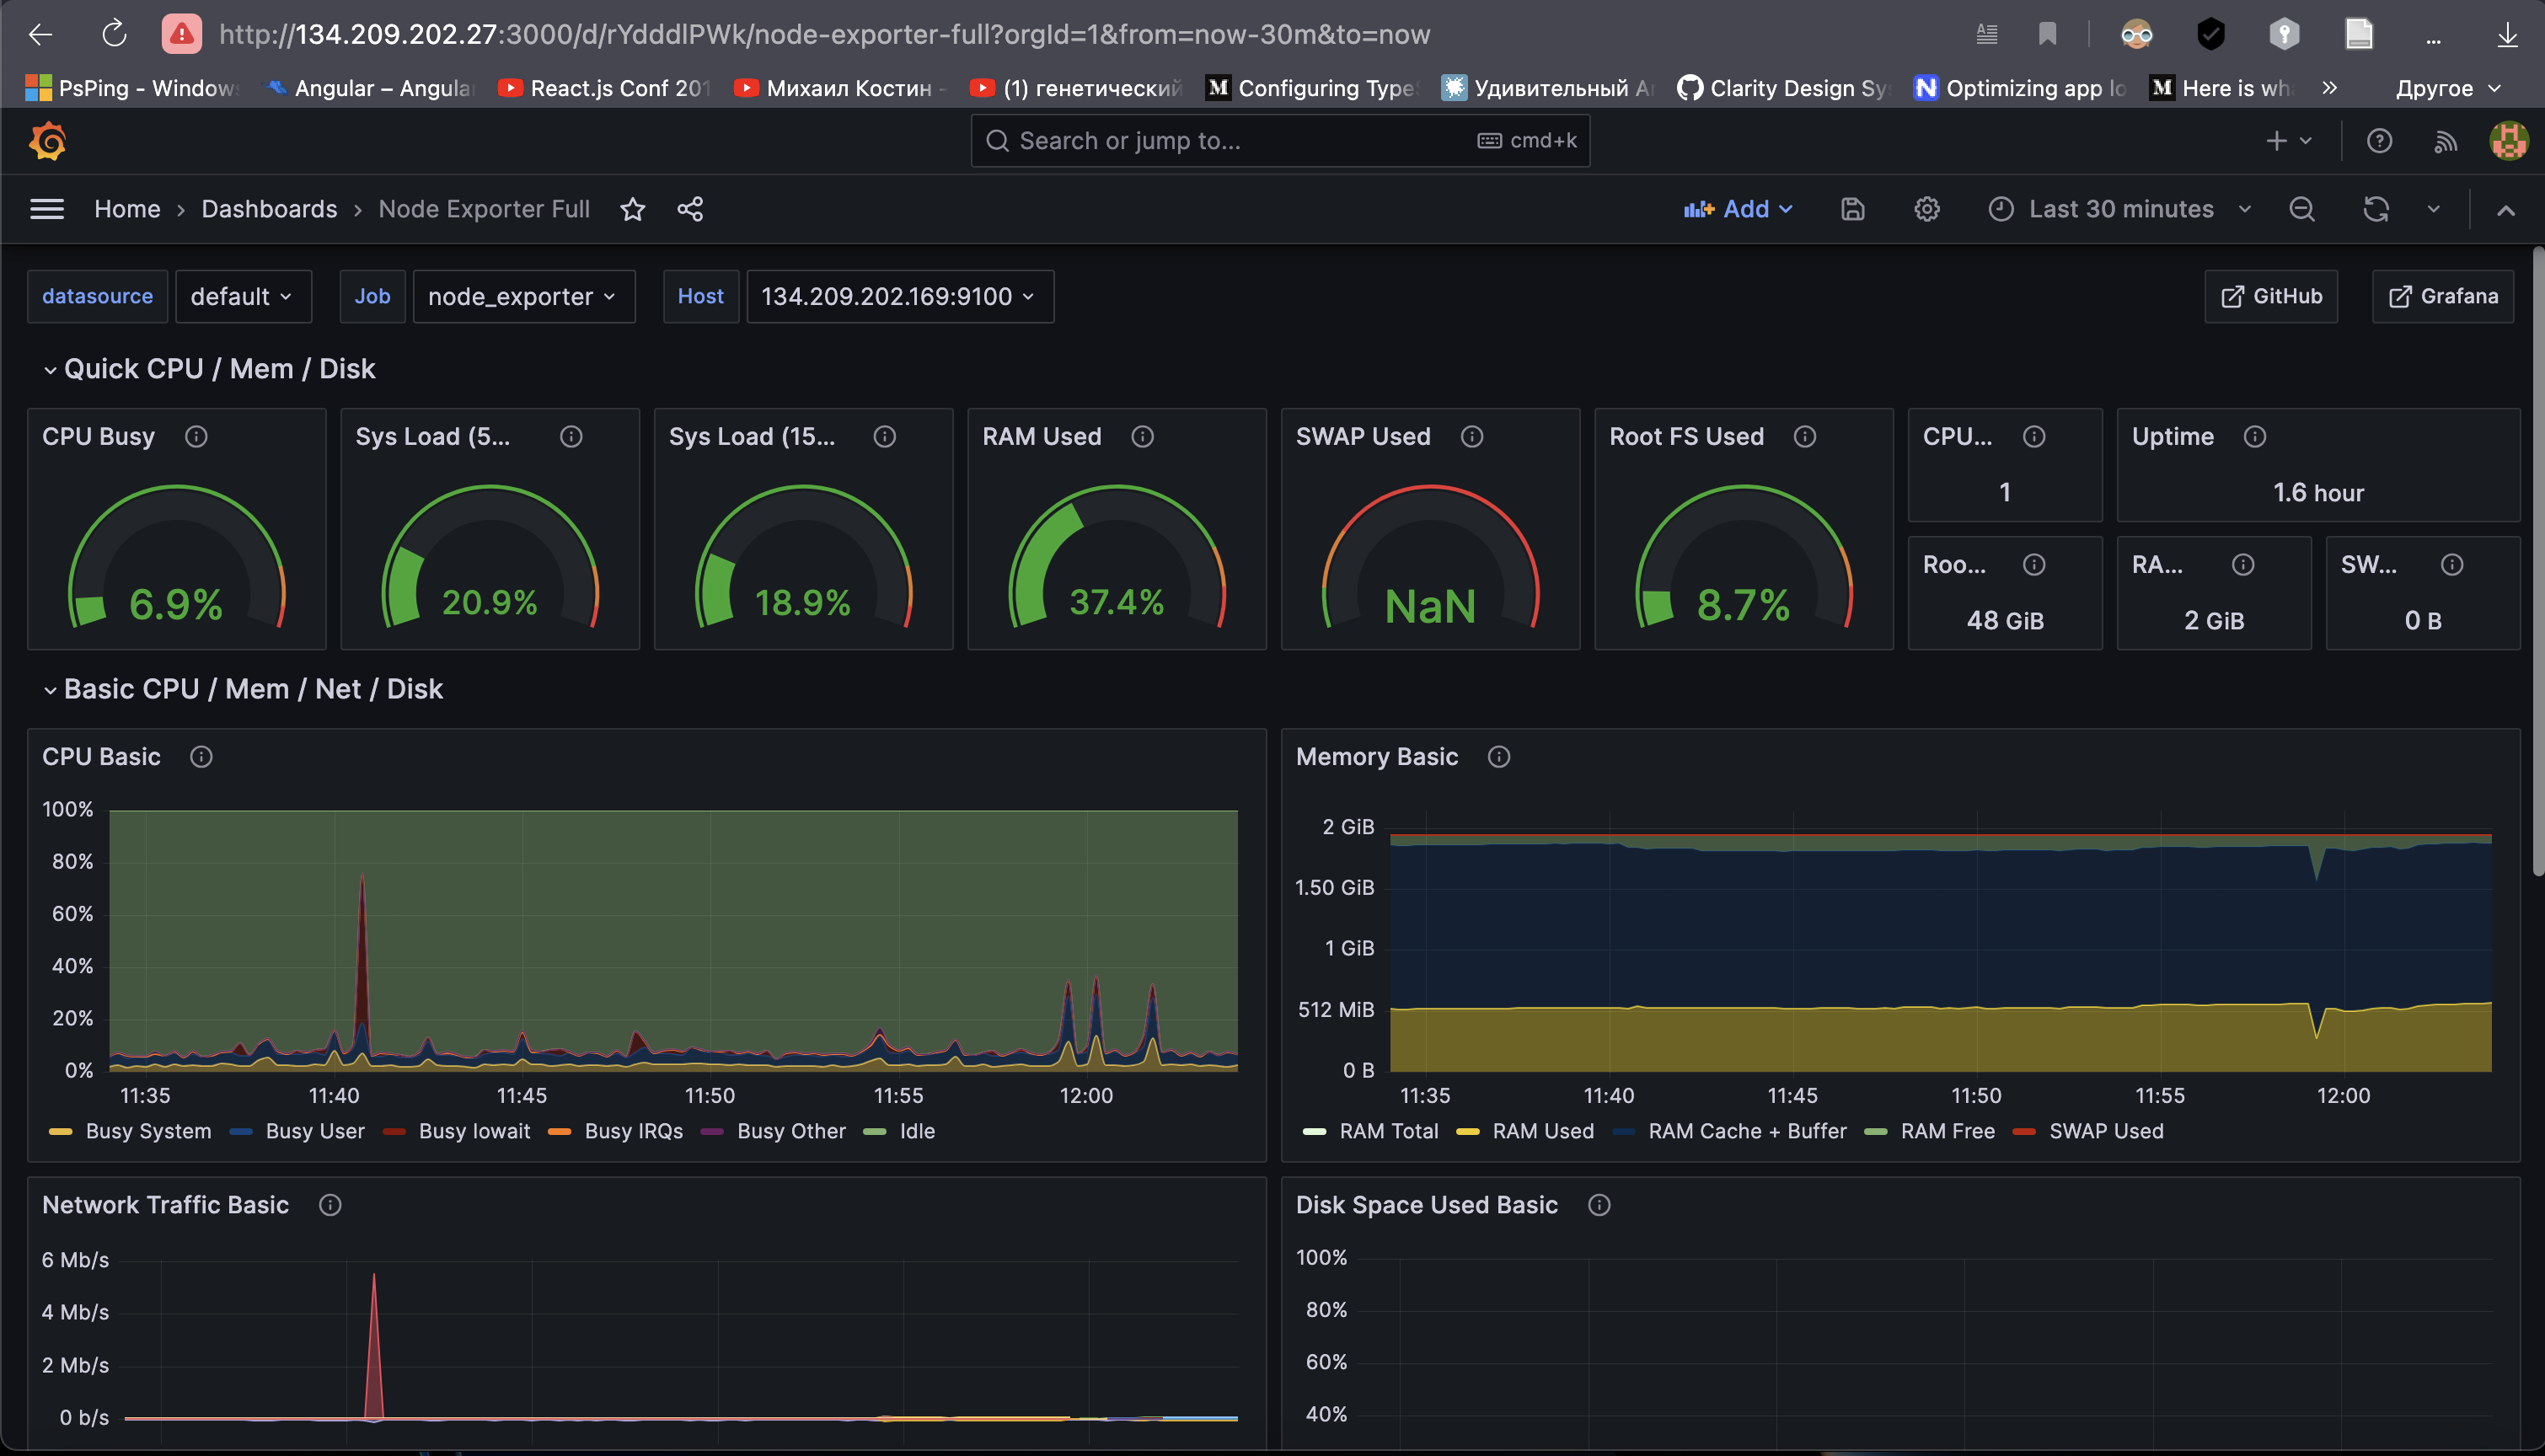 http://134.209.202.27:3000/d/rYdddlPWk/node-exporter-full?orgId=1&from=now-30m&to=now
PsPing - Windows Angular – Angular React.js Conf 201 Михаил Костин - (1) генетический Configuring Type Удивительный Clarity Design Sy Optimizing app lo Here is wh » Другое
Search or jump to... cmd+k
Home › Dashboards › Node Exporter Full Add Last 30 minutes
datasource default Job node_exporter Host 134.209.202.169:9100 GitHub Grafana
Quick CPU / Mem / Disk
CPU Busy Sys Load (5... Sys Load (15... RAM Used SWAP Used Root FS Used CPU... Uptime
1 1.6 hour
Roo... RA... SW...
6.9% 20.9% 18.9% 37.4% NaN 8.7% 48 GiB 2 GiB 0 B
Basic CPU / Mem / Net / Disk
CPU Basic
100%
80%
60%
40%
20%
0%
11:35 11:40 11:45 11:50 11:55 12:00
Busy System Busy User Busy Iowait Busy IRQs Busy Other Idle
Memory Basic
2 GiB
1.50 GiB
1 GiB
512 MiB
0 B
11:35 11:40 11:45 11:50 11:55 12:00
RAM Total RAM Used RAM Cache + Buffer RAM Free SWAP Used
Network Traffic Basic
6 Mb/s
4 Mb/s
2 Mb/s
0 b/s
Disk Space Used Basic
100%
80%
60%
40%